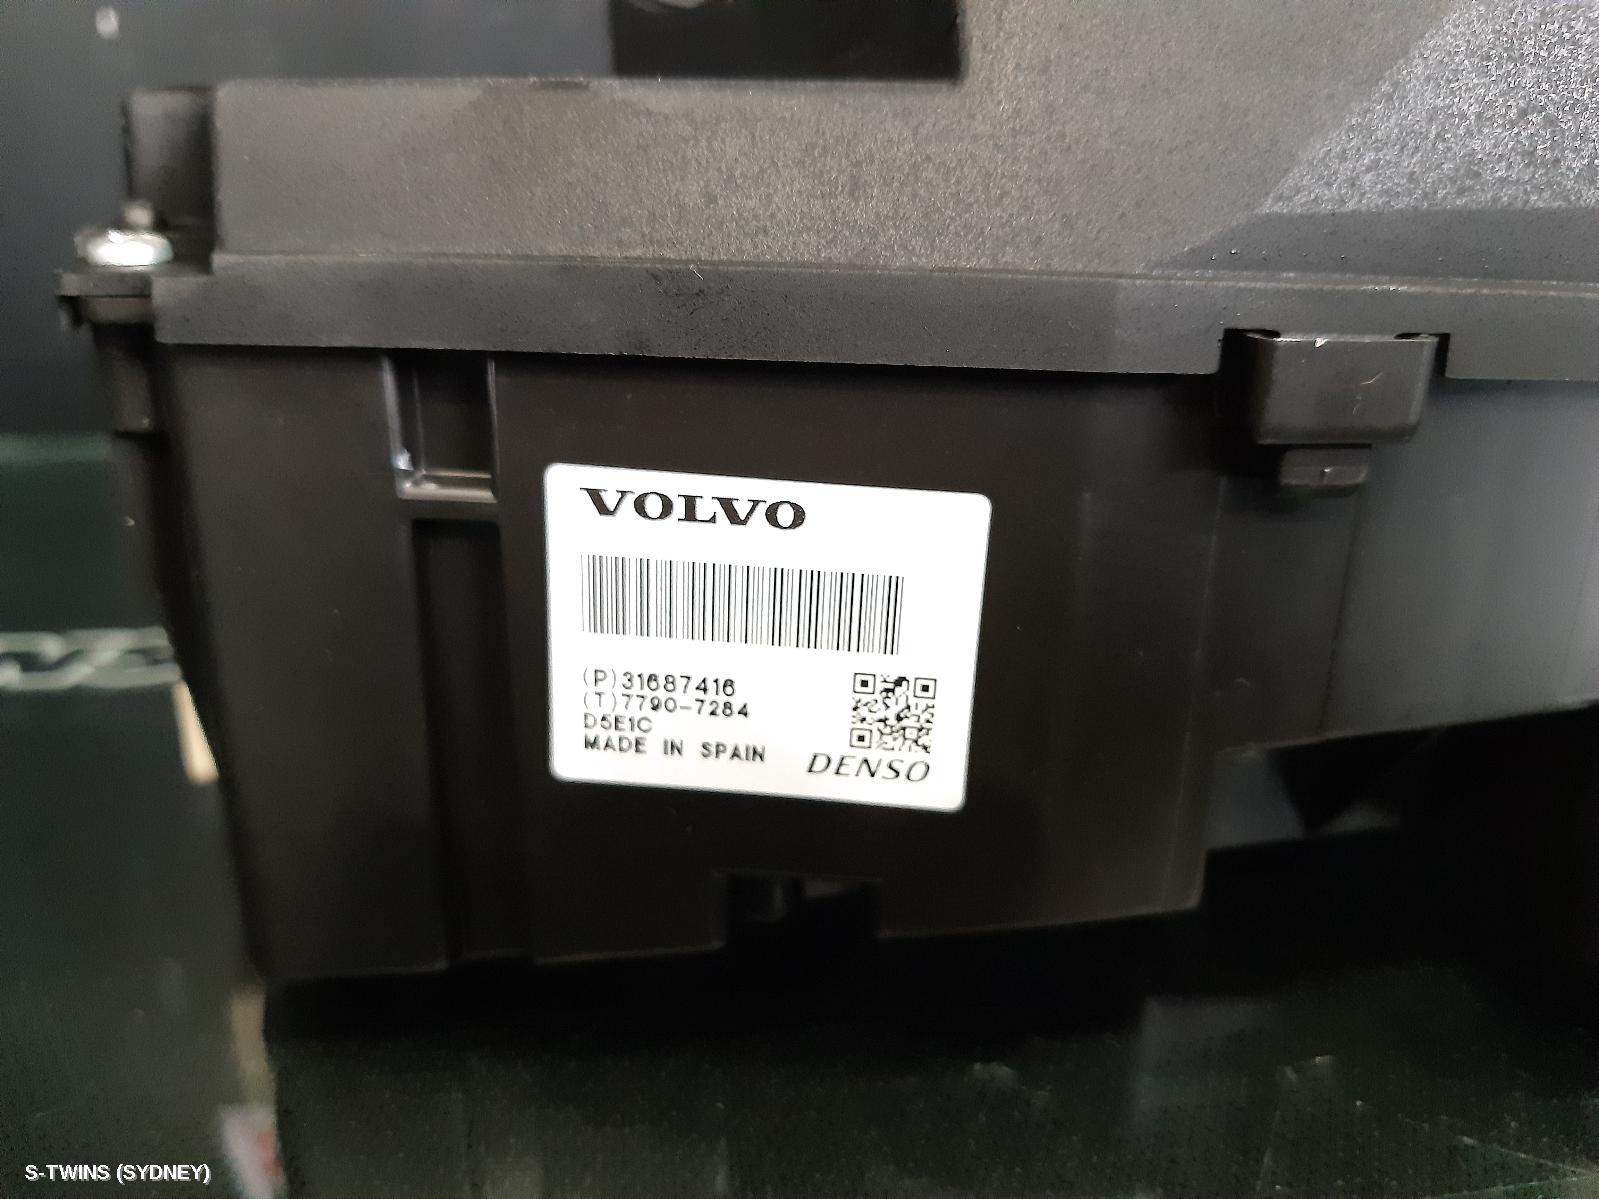 VOLVO
(P)31687416
(T)7790-7284
D5E1C
MADE IN SPAIN
DENSO
S-TWINS (SYDNEY)